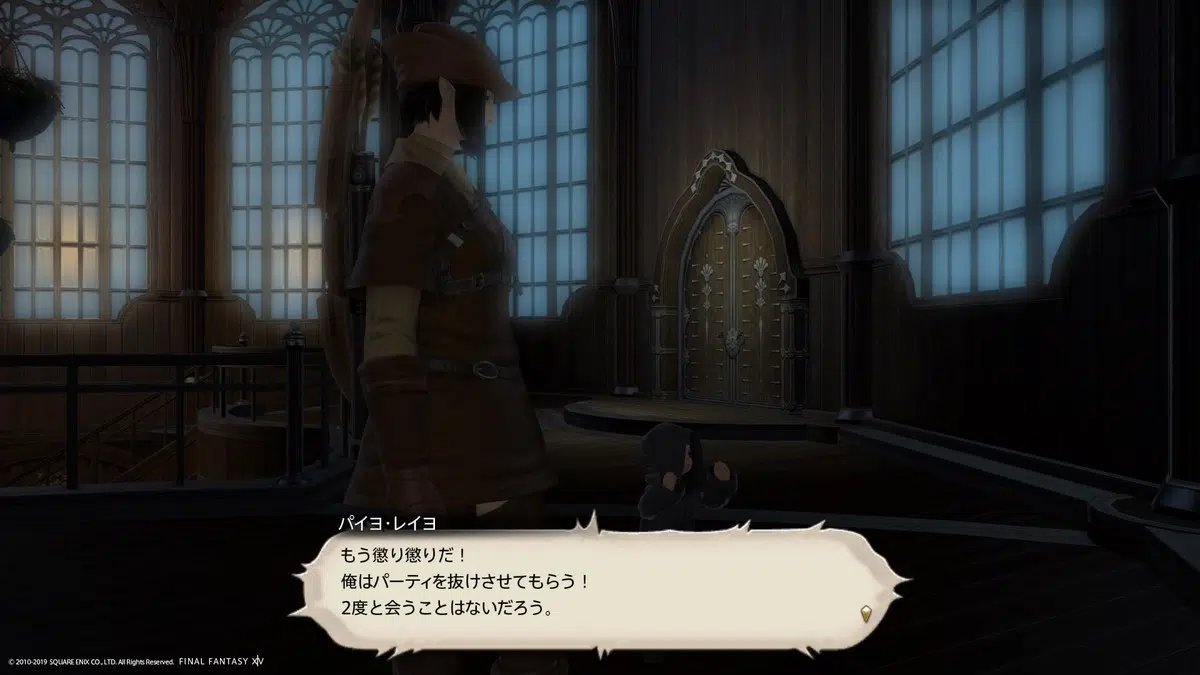 パイヨ・レイヨ
もう懲り懲りだ！
俺はパーティを抜けさせてもらう！
2度と会うことはないだろう。
© 2010-2019 SQUARE ENIX CO., LTD. All Rights Reserved. FINAL FANTASY XIV